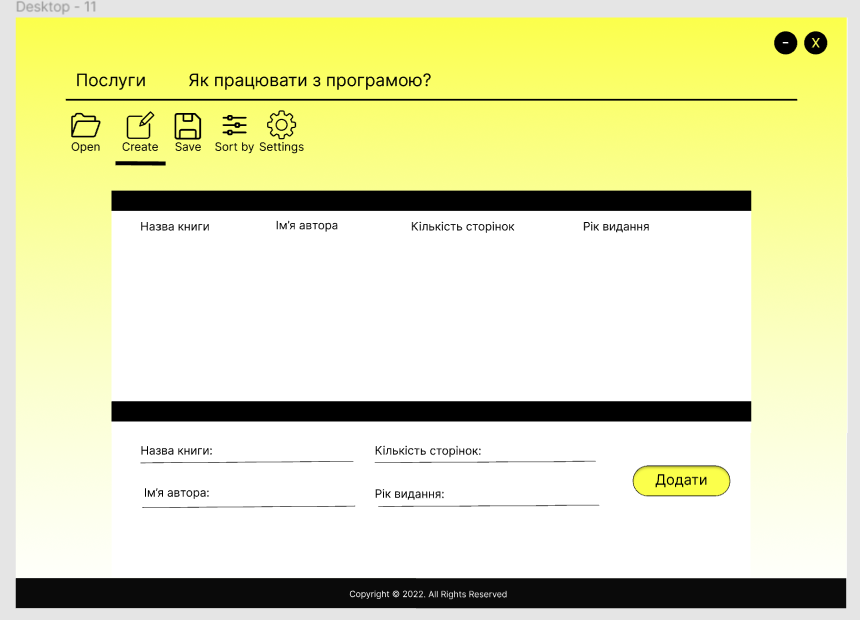 Desktop - 11
- X
Послуги Як працювати з програмою?
Open Create Save Sort by Settings
Назва книги Ім'я автора Кількість сторінок Рік видання
Назва книги: Кількість сторінок:
Ім'я автора: Рік видання:
Додати
Copyright © 2022. All Rights Reserved